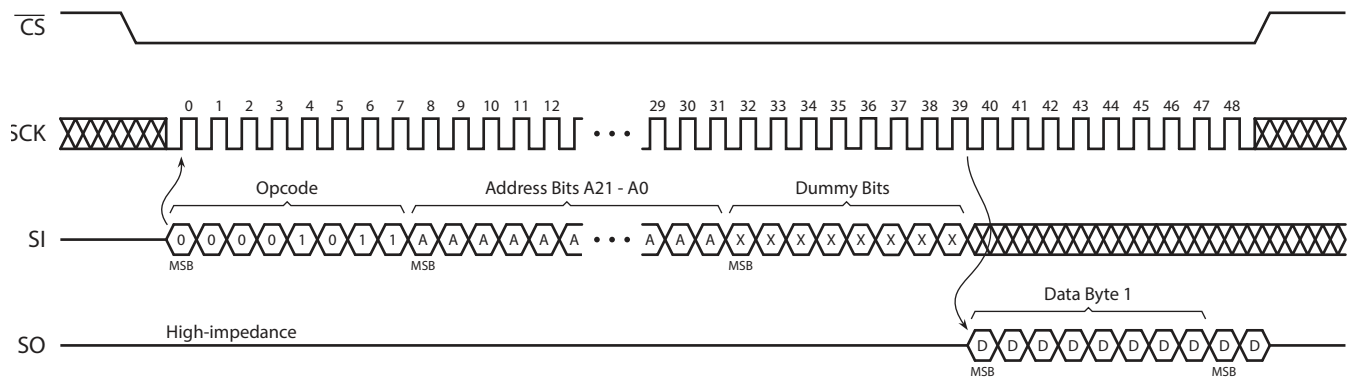 CS
0 1 2 3 4 5 6 7 8 9 10 11 12 29 30 31 32 33 34 35 36 37 38 39 40 41 42 43 44 45 46 47 48
SCK
Opcode Address Bits A21 - A0 Dummy Bits
SI 0 0 0 0 1 0 1 1 A A A A A A A A A X X X X X X X X
MSB MSB MSB
Data Byte 1
High-impedance
SO D D D D D D D D D D
MSB MSB